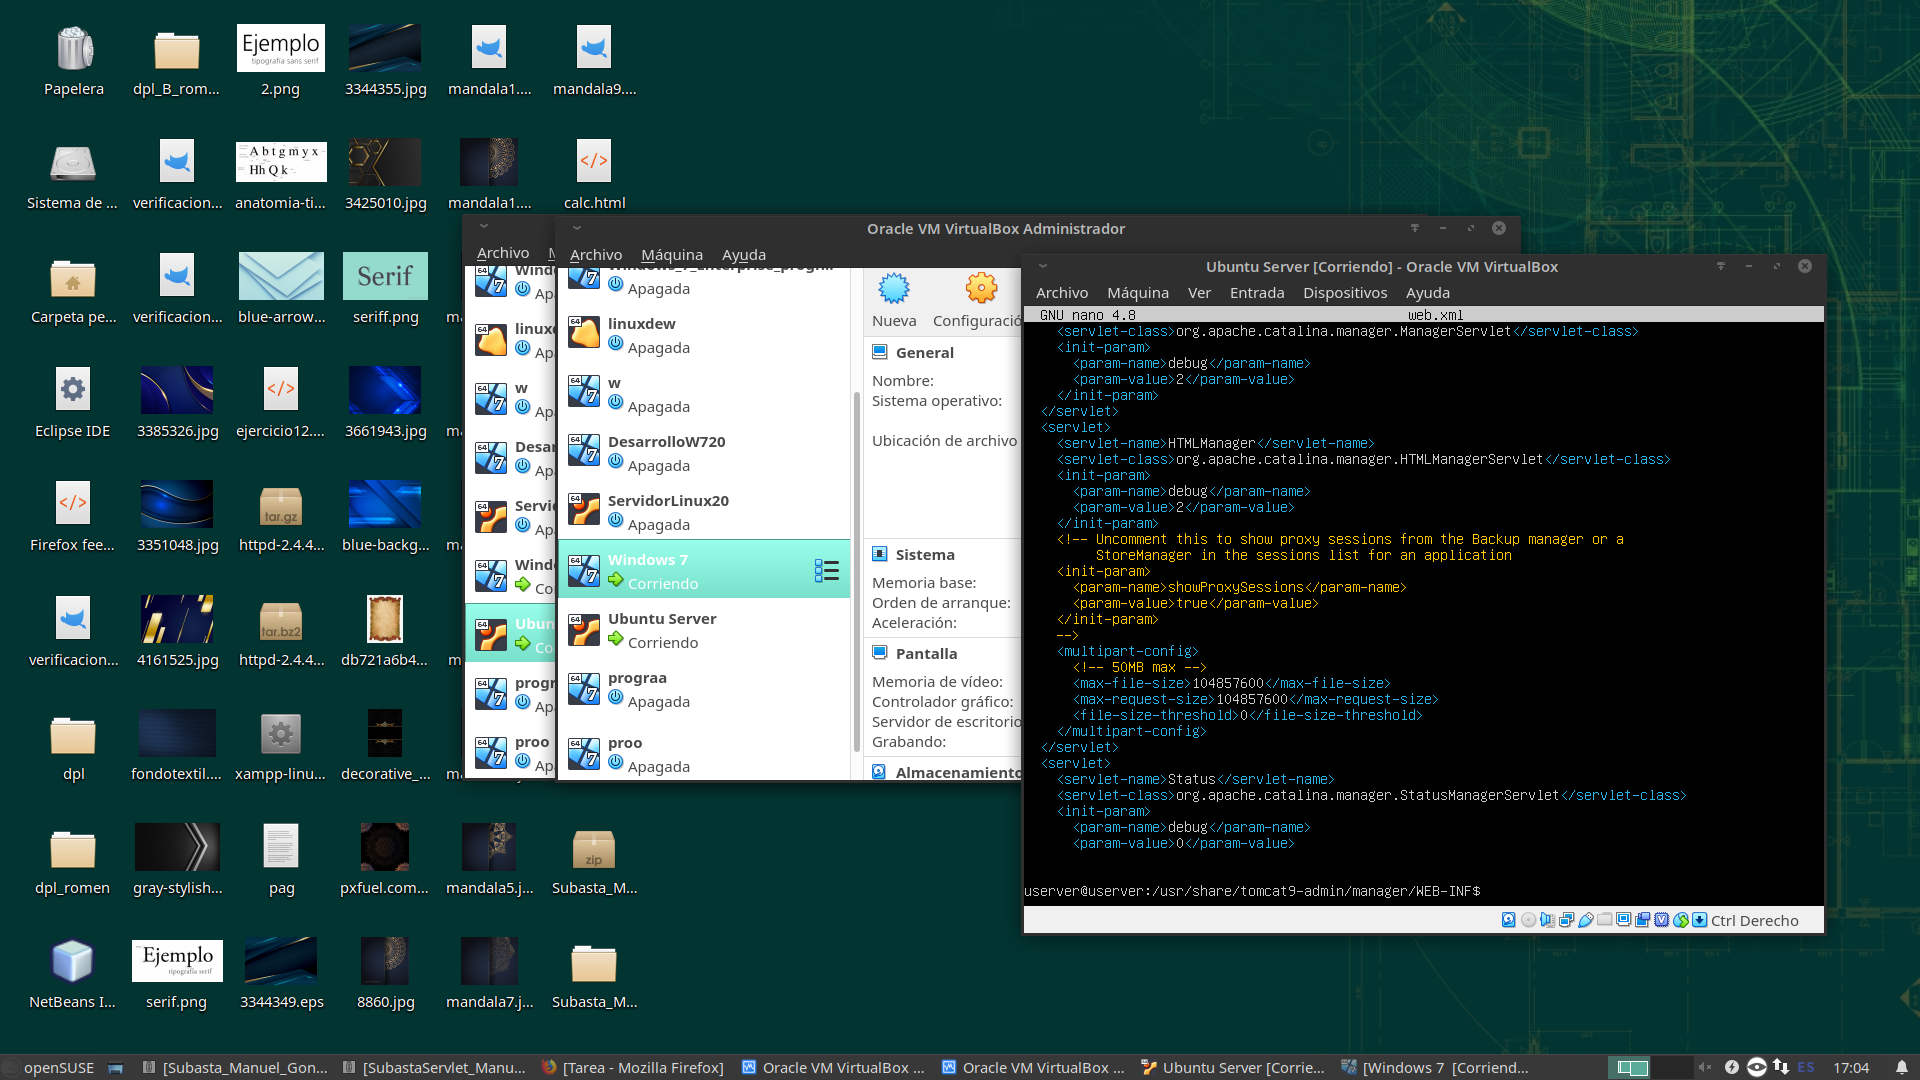 Papelera
dpl_B_rom...
2.png
3344355.jpg
mandala1....
mandala9....
Ejemplo
tipografía sans serif
Sistema de ...
verificacion...
anatomia-ti...
3425010.jpg
mandala1....
calc.html
A b t g m y x
Hh Q k
Carpeta pe...
verificacion...
blue-arrow...
seriff.png
Serif
Eclipse IDE
3385326.jpg
ejercicio12....
3661943.jpg
Firefox fee...
3351048.jpg
httpd-2.4.4...
blue-backg...
tar.gz
verificacion...
4161525.jpg
httpd-2.4.4...
db721a6b4...
tar.bz2
dpl
fondotextil....
xampp-linu...
decorative_...
dpl_romen
gray-stylish...
pag
pxfuel.com...
mandala5.j...
Subasta_M...
zip
NetBeans I...
serif.png
3344349.eps
8860.jpg
mandala7.j...
Subasta_M...
Ejemplo
tipografía serif
Archivo
Oracle VM VirtualBox Administrador
Archivo Máquina Ayuda
Apagada
linuxdew
Apagada
w
Apagada
DesarrolloW720
Apagada
ServidorLinux20
Apagada
Windows 7
Corriendo
Ubuntu Server
Corriendo
prograa
Apagada
proo
Apagada
Nueva
Configuració
General
Nombre:
Sistema operativo:
Ubicación de archivo
Sistema
Memoria base:
Orden de arranque:
Aceleración:
Pantalla
Memoria de vídeo:
Controlador gráfico:
Servidor de escritorio
Grabando:
Almacenamiento
Ubuntu Server [Corriendo] - Oracle VM VirtualBox
Archivo Máquina Ver Entrada Dispositivos Ayuda
GNU nano 4.8 web.xml
<servlet-class>org.apache.catalina.manager.ManagerServlet</servlet-class>
<init-param>
<param-name>debug</param-name>
<param-value>2</param-value>
</init-param>
</servlet>
<servlet>
<servlet-name>HTMLManager</servlet-name>
<servlet-class>org.apache.catalina.manager.HTMLManagerServlet</servlet-class>
<init-param>
<param-name>debug</param-name>
<param-value>2</param-value>
</init-param>
<!-- Uncomment this to show proxy sessions from the Backup manager or a
StoreManager in the sessions list for an application
<init-param>
<param-name>showProxySessions</param-name>
<param-value>true</param-value>
</init-param>
-->
<multipart-config>
<!-- 50MB max -->
<max-file-size>104857600</max-file-size>
<max-request-size>104857600</max-request-size>
<file-size-threshold>0</file-size-threshold>
</multipart-config>
</servlet>
<servlet>
<servlet-name>Status</servlet-name>
<servlet-class>org.apache.catalina.manager.StatusManagerServlet</servlet-class>
<init-param>
<param-name>debug</param-name>
<param-value>0</param-value>
userver@userver:/usr/share/tomcat9-admin/manager/WEB-INF$
Ctrl Derecho
openSUSE
[Subasta_Manuel_Gon...
[SubastaServlet_Manu...
[Tarea - Mozilla Firefox]
Oracle VM VirtualBox ...
Oracle VM VirtualBox ...
Ubuntu Server [Corrie...
[Windows 7 [Corriend...
ES
17:04